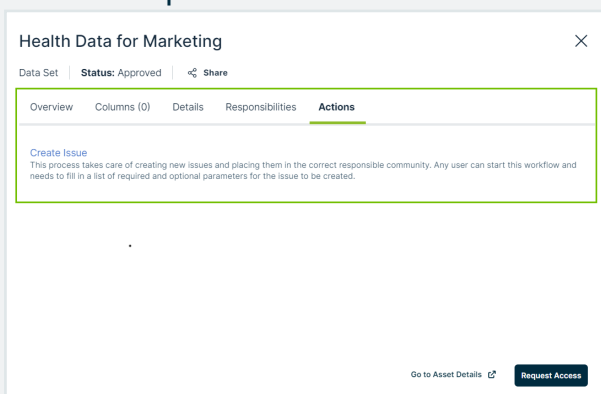 Health Data for Marketing
Data Set Status: Approved Share
Overview Columns (0) Details Responsibilities Actions
Create Issue
This process takes care of creating new issues and placing them in the correct responsible community. Any user can start this workflow and
needs to fill in a list of required and optional parameters for the issue to be created.
Go to Asset Details Request Access